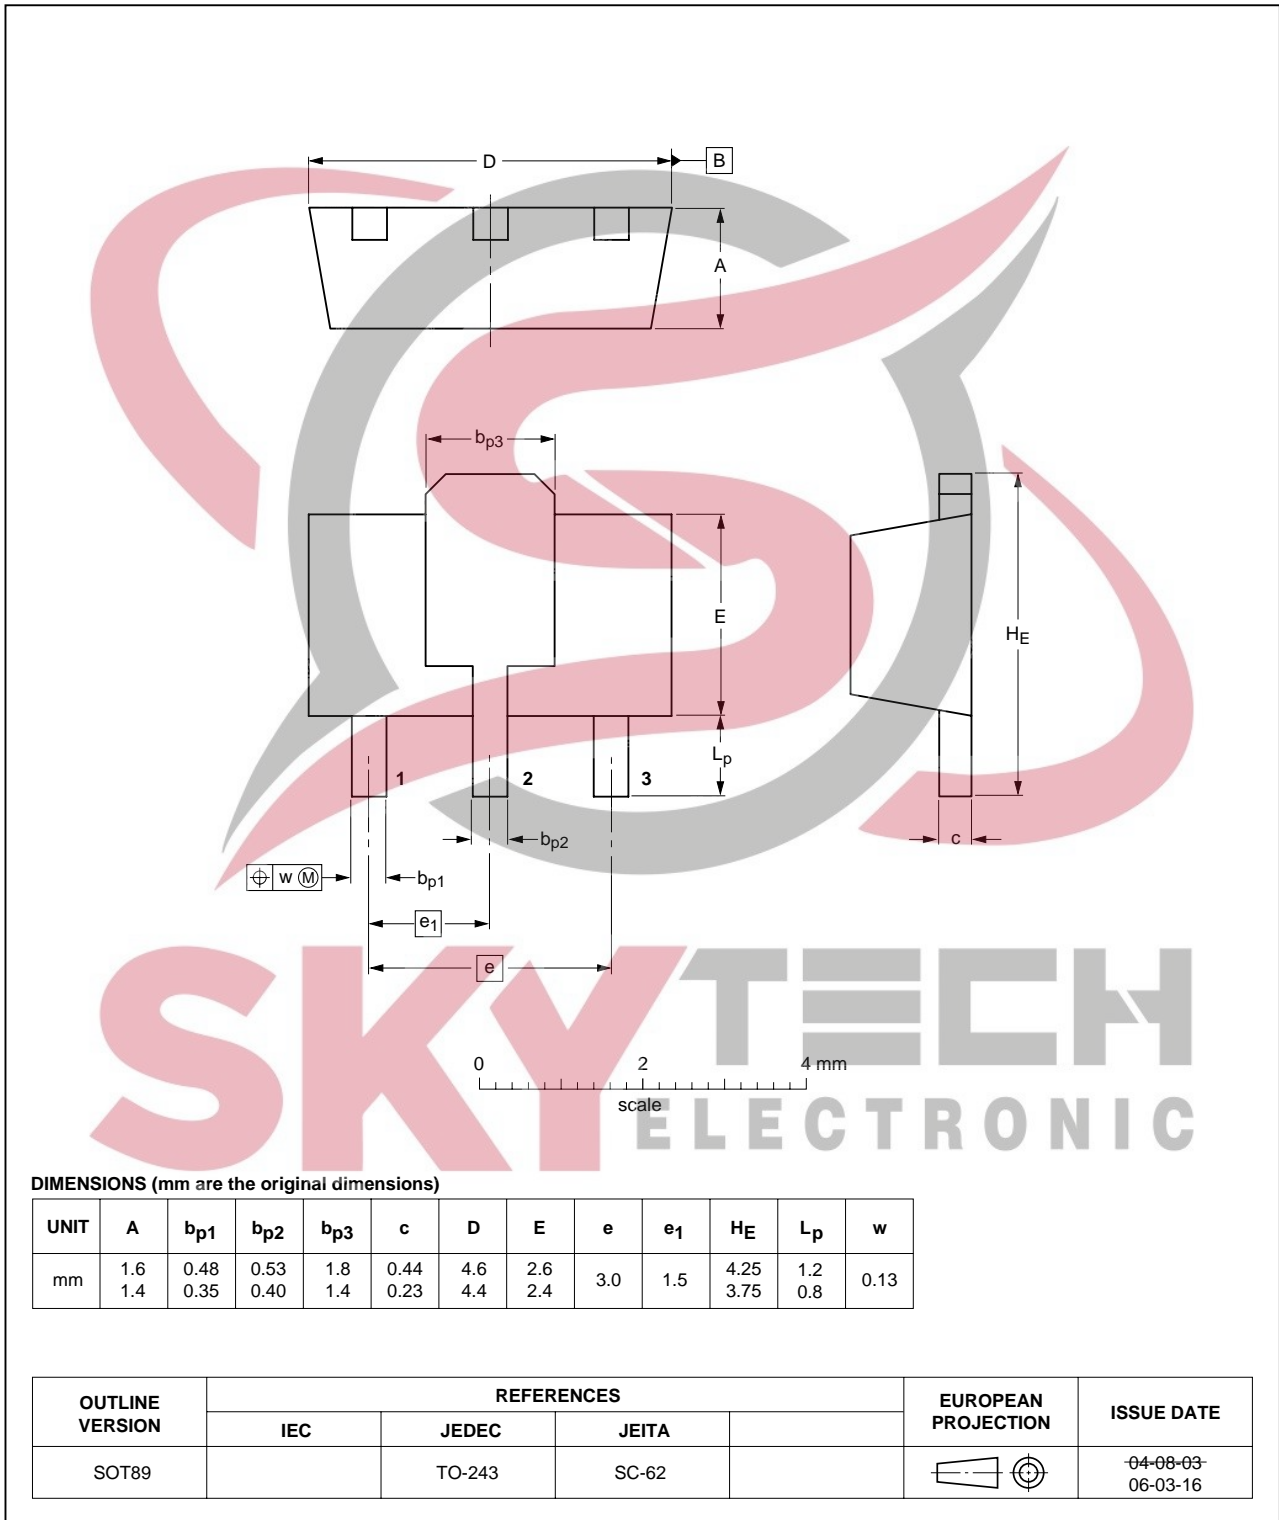 D
B
A
bp3
E
HE
Lp
1
2
3
bp2
c
w M
bp1
e1
e
SKYTECH
ELECTRONIC
0 2 4 mm
scale
DIMENSIONS (mm are the original dimensions)
UNIT A bp1 bp2 bp3 c D E e e1 HE Lp w
mm 1.6 1.4 0.48 0.35 0.53 0.40 1.8 1.4 0.44 0.23 4.6 4.4 2.6 2.4 3.0 1.5 4.25 3.75 1.2 0.8 0.13
OUTLINE VERSION REFERENCES EUROPEAN PROJECTION ISSUE DATE
IEC JEDEC JEITA
SOT89 TO-243 SC-62 04-08-03
06-03-16